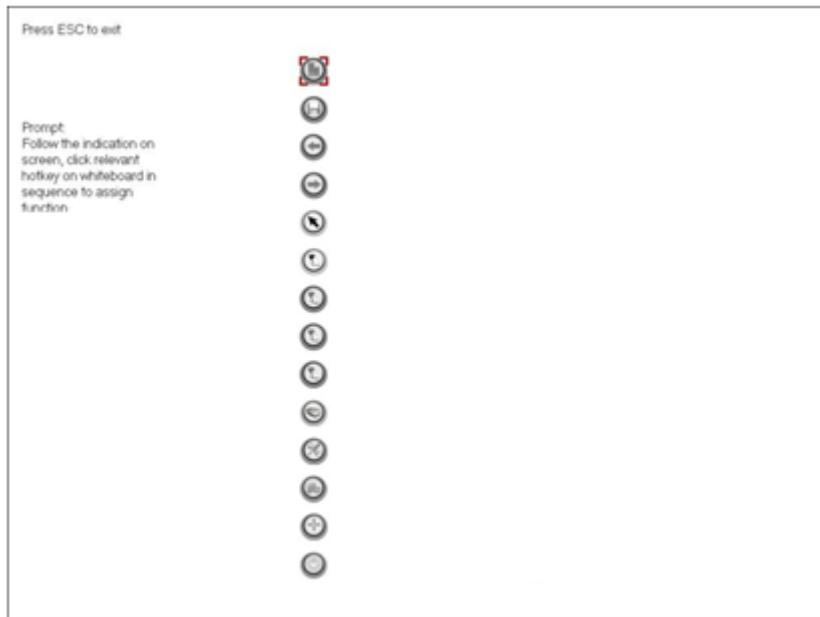 Press ESC to exit
Prompt:
Follow the indication on
screen, click relevant
hotkey on whiteboard in
sequence to assign
function